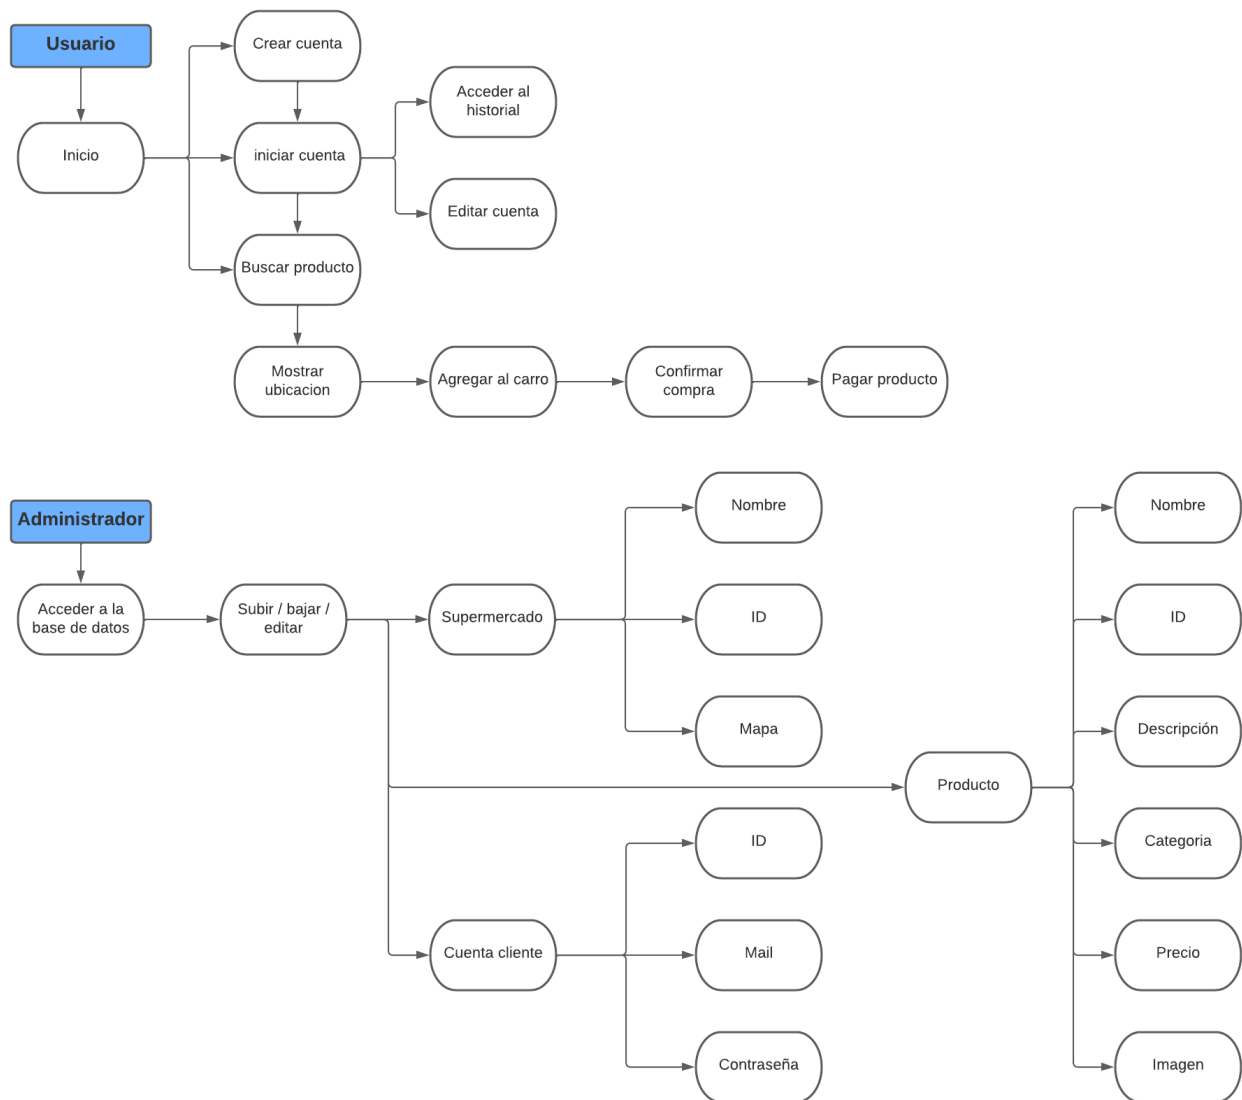 Usuario
Crear cuenta
Acceder al
historial
Inicio
iniciar cuenta
Editar cuenta
Buscar producto
Mostrar
ubicacion
Agregar al carro
Confirmar
compra
Pagar producto
Administrador
Nombre
Nombre
Acceder a la
base de datos
Subir / bajar /
editar
Supermercado
ID
ID
Mapa
Descripción
Producto
ID
Categoria
Cuenta cliente
Mail
Precio
Contraseña
Imagen